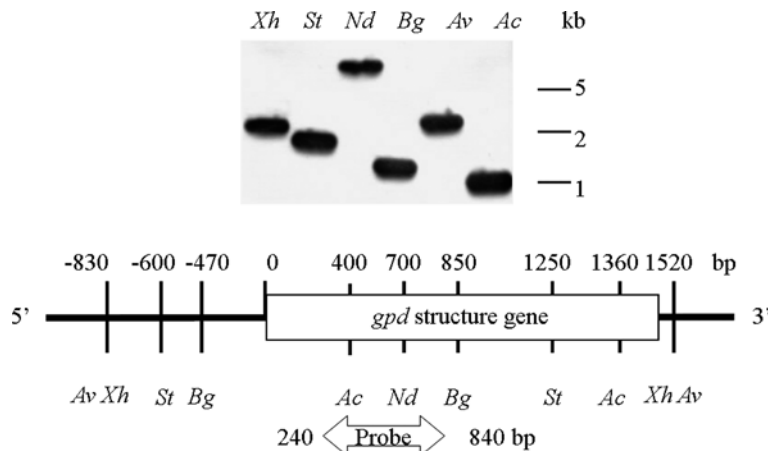 Xh St Nd Bg Av Ac kb
5
2
1
-830 -600 -470 0 400 700 850 1250 1360 1520 bp
5’ gpd structure gene 3’
Av Xh St Bg Ac Nd Bg St Ac Xh Av
240 Probe 840 bp